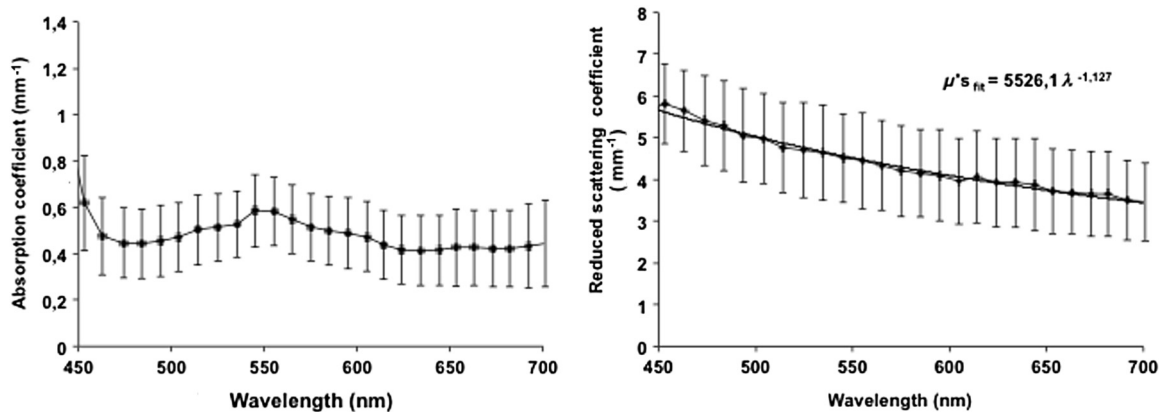 1,4
1,2
1
0,8
0,6
0,4
0,2
0
450 500 550 600 650 700
Absorption coefficient (mm⁻¹)
Wavelength (nm)
8
7
6
5
4
3
2
1
0
450 500 550 600 650 700
Reduced scattering coefficient
( mm⁻¹)
Wavelength (nm)
μ's fit = 5526,1 λ ⁻¹,¹²⁷